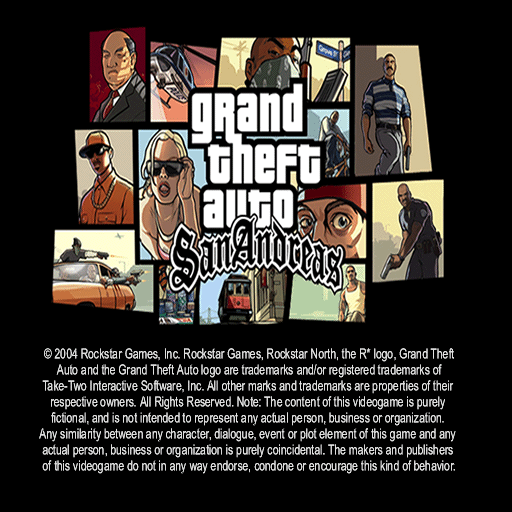 Grove St
grand
theft
auto
San Andreas
© 2004 Rockstar Games, Inc. Rockstar Games, Rockstar North, the R* logo, Grand Theft
Auto and the Grand Theft Auto logo are trademarks and/or registered trademarks of
Take-Two Interactive Software, Inc. All other marks and trademarks are properties of their
respective owners. All Rights Reserved. Note: The content of this videogame is purely
fictional, and is not intended to represent any actual person, business or organization.
Any similarity between any character, dialogue, event or plot element of this game and any
actual person, business or organization is purely coincidental. The makers and publishers
of this videogame do not in any way endorse, condone or encourage this kind of behavior.